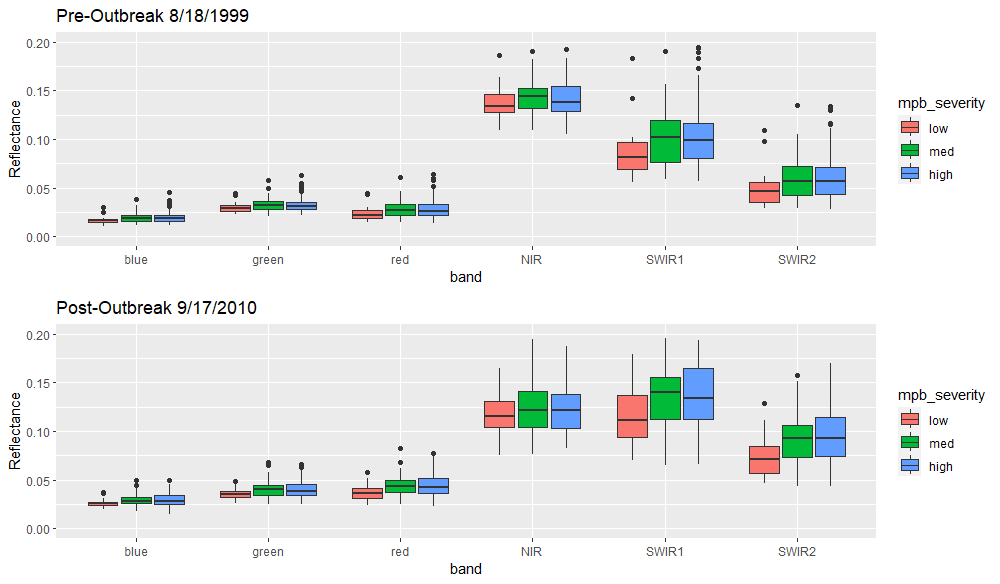 Pre-Outbreak 8/18/1999
Reflectance
0.20
0.15
0.10
0.05
0.00
blue green red NIR SWIR1 SWIR2
band
mpb_severity
low
med
high
Post-Outbreak 9/17/2010
Reflectance
0.20
0.15
0.10
0.05
0.00
blue green red NIR SWIR1 SWIR2
band
mpb_severity
low
med
high